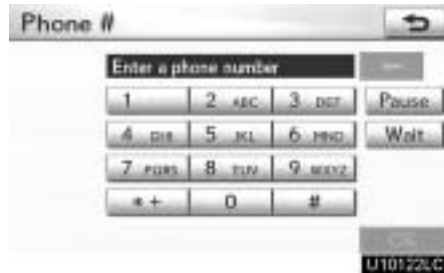 Phone #
Enter a phone number
1 2 ABC 3 DEF Pause
4 GHI 5 JKL 6 MNO Wait
7 PQRS 8 TUV 9 WXYZ
* + 0 #
OK
U10122LC